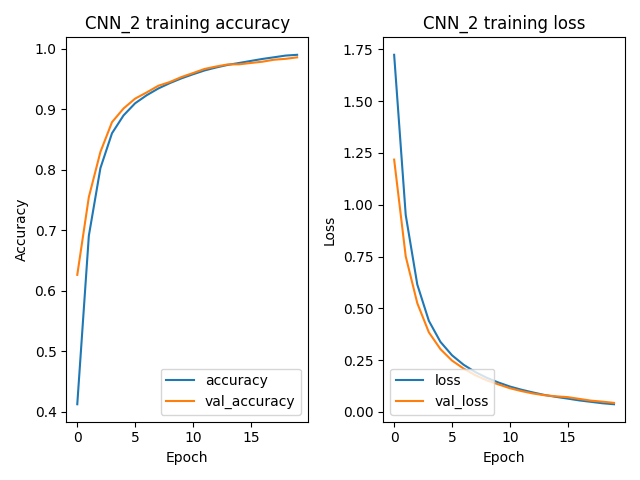 CNN_2 training accuracy
1.0
0.9
0.8
0.7
0.6
0.5
0.4
Accuracy
0
5
10
15
Epoch
accuracy
val_accuracy
CNN_2 training loss
1.75
1.50
1.25
1.00
0.75
0.50
0.25
0.00
Loss
0
5
10
15
Epoch
loss
val_loss